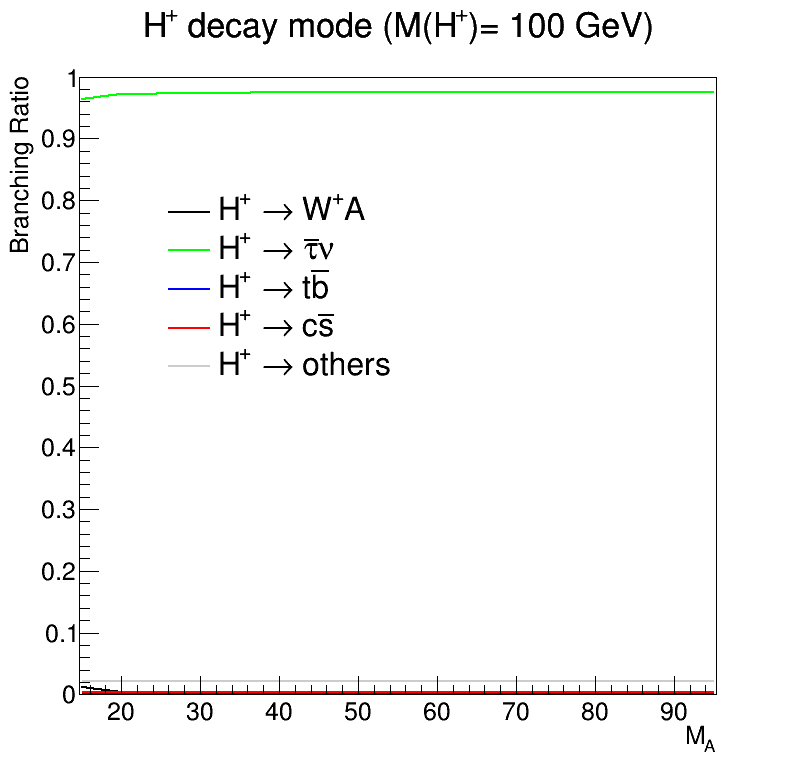 H⁺ decay mode (M(H⁺)= 100 GeV)
Branching Ratio
1
0.9
0.8
0.7
0.6
0.5
0.4
0.3
0.2
0.1
0
H⁺ → W⁺A
H⁺ → τ̅ν
H⁺ → tb̅
H⁺ → cs̅
H⁺ → others
20 30 40 50 60 70 80 90
M_A